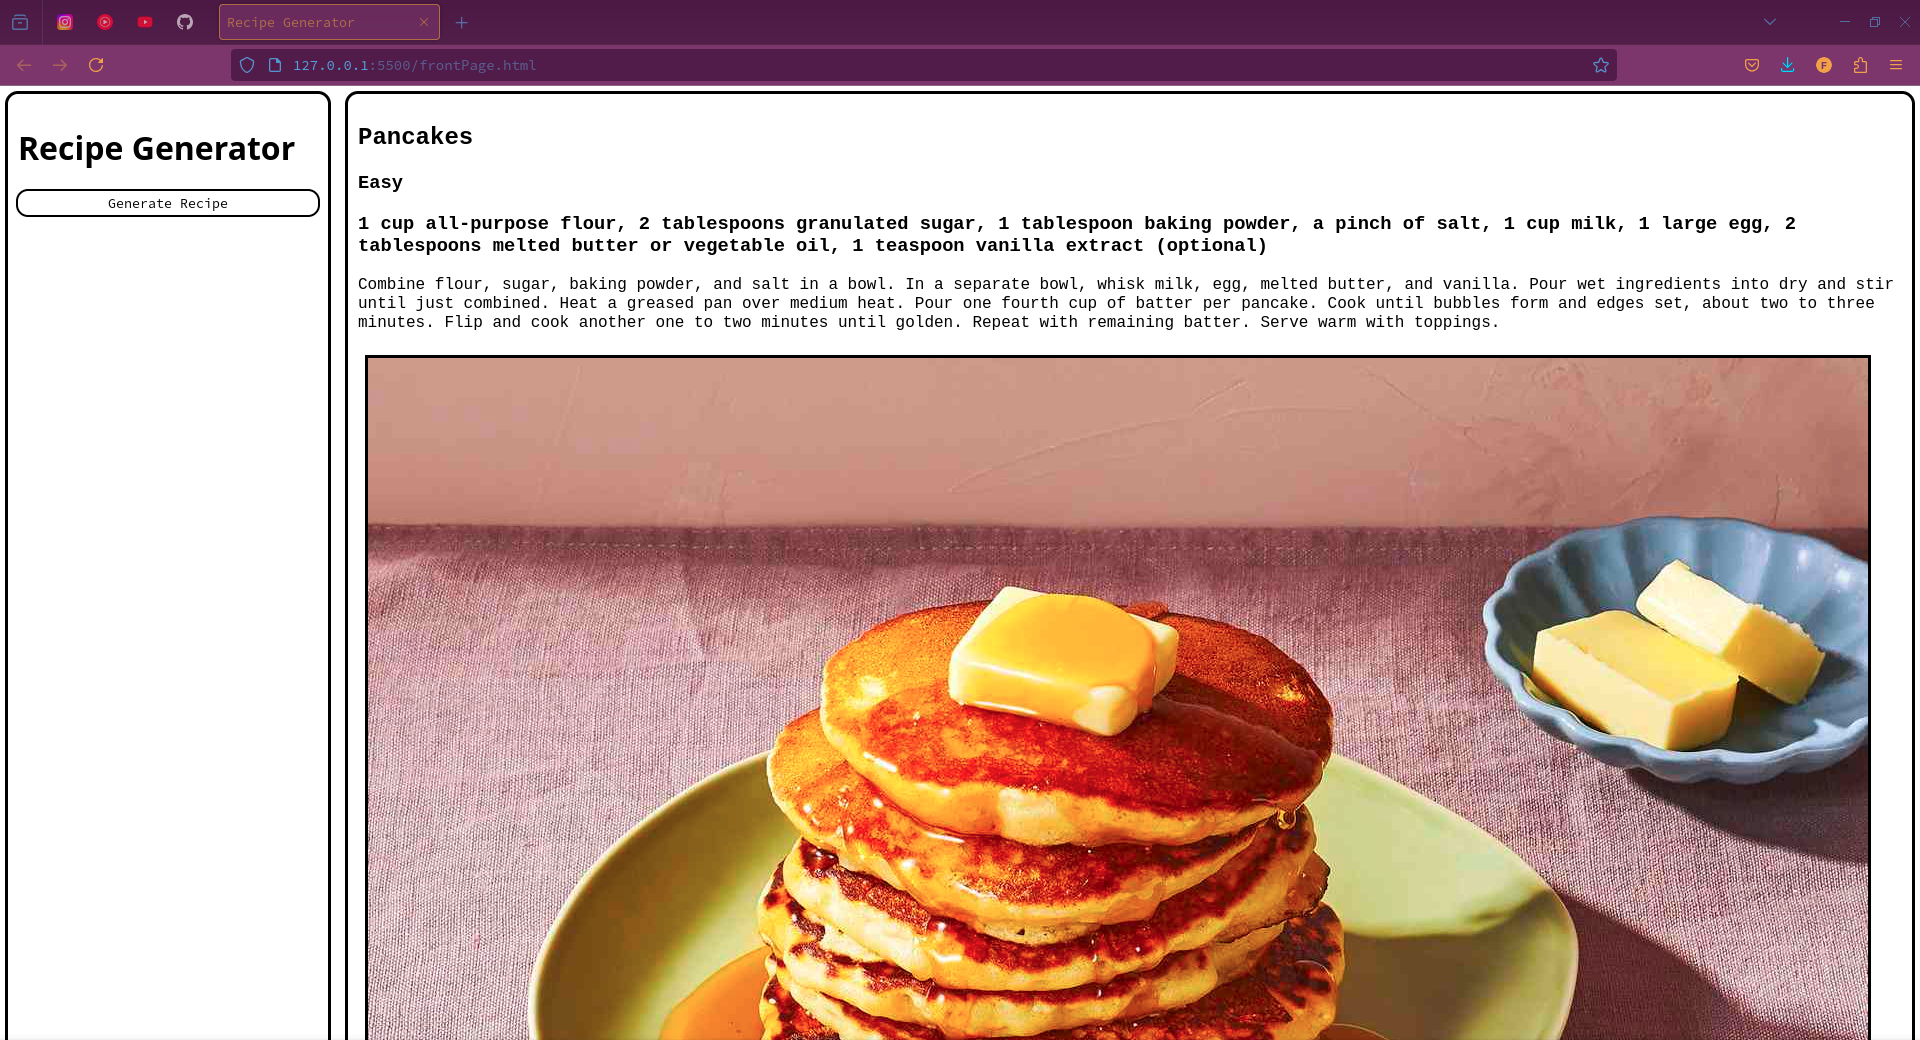 Recipe Generator
127.0.0.1:5500/frontPage.html
F
Recipe Generator
Generate Recipe
Pancakes
Easy
1 cup all-purpose flour, 2 tablespoons granulated sugar, 1 tablespoon baking powder, a pinch of salt, 1 cup milk, 1 large egg, 2
tablespoons melted butter or vegetable oil, 1 teaspoon vanilla extract (optional)
Combine flour, sugar, baking powder, and salt in a bowl. In a separate bowl, whisk milk, egg, melted butter, and vanilla. Pour wet ingredients into dry and stir
until just combined. Heat a greased pan over medium heat. Pour one fourth cup of batter per pancake. Cook until bubbles form and edges set, about two to three
minutes. Flip and cook another one to two minutes until golden. Repeat with remaining batter. Serve warm with toppings.